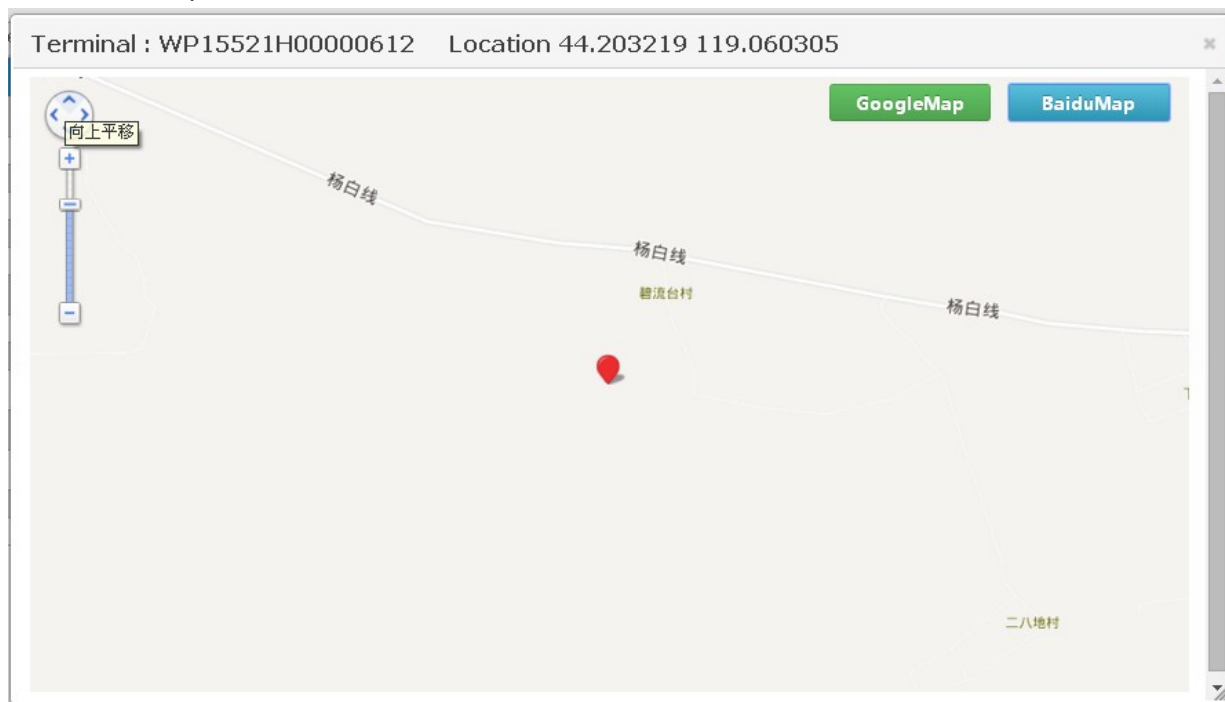 Terminal : WP15521H00000612 Location 44.203219 119.060305
GoogleMap BaiduMap
向上平移
杨白线
杨白线
碧流台村
杨白线
二八地村